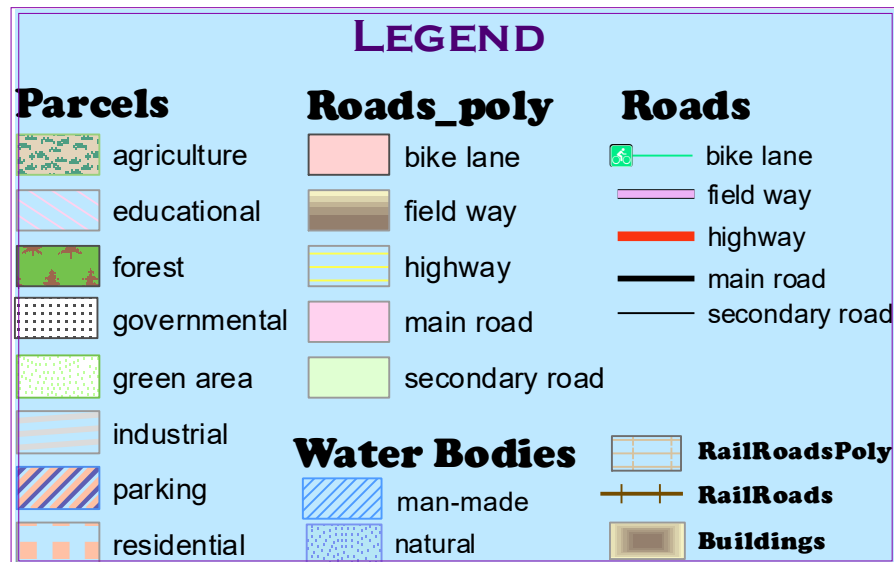 LEGEND
Parcels
agriculture
educational
forest
governmental
green area
industrial
parking
residential
Roads_poly
bike lane
field way
highway
main road
secondary road
Water Bodies
man-made
natural
Roads
bike lane
field way
highway
main road
secondary road
RailRoadsPoly
RailRoads
Buildings